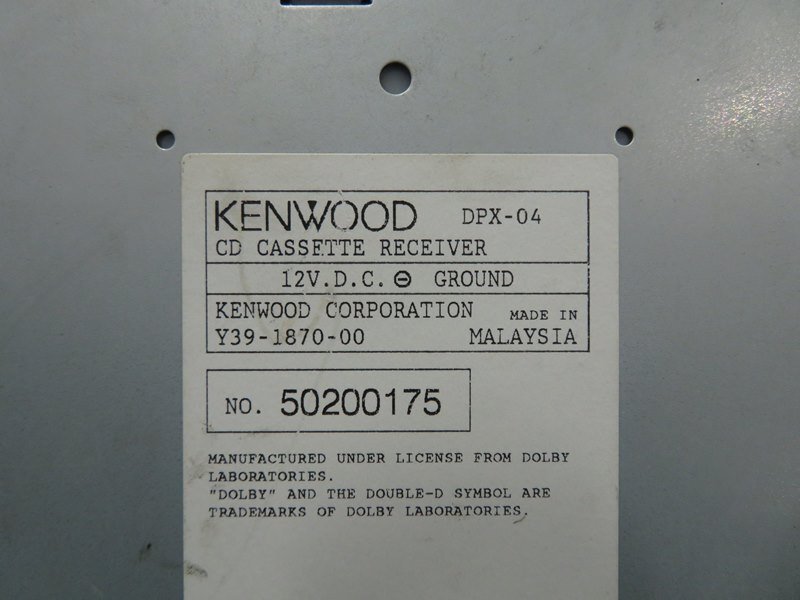 KENWOOD DPX-04
CD CASSETTE RECEIVER
12V.D.C. ⊖ GROUND
KENWOOD CORPORATION MADE IN
Y39-1870-00 MALAYSIA
NO. 50200175
MANUFACTURED UNDER LICENSE FROM DOLBY
LABORATORIES.
"DOLBY" AND THE DOUBLE-D SYMBOL ARE
TRADEMARKS OF DOLBY LABORATORIES.